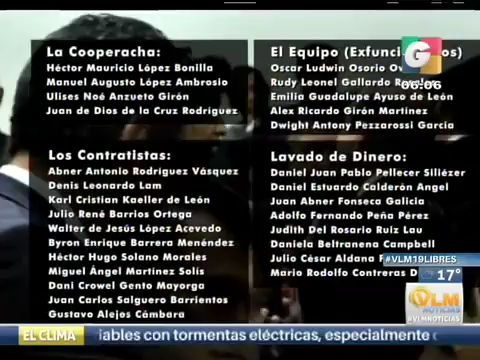 La Cooperacha:
Héctor Mauricio López Bonilla
Manuel Augusto López Ambrosio
Ulises Noé Anzueto Girón
Juan de Dios de la Cruz Rodríguez
El Equipo (Exfunci
Oscar Ludwin Osorio
Rudy Leonel Gallardo
Emilia Guadalupe Ayuso de León
Alex Ricardo Girón Martínez
Dwight Antony Pezzarossi García
G
06:06
Los Contratistas:
Abner Antonio Rodríguez Vásquez
Denis Leonardo Lam
Karl Cristian Kaeller de León
Julio René Barrios Ortega
Walter de Jesús López Acevedo
Byron Enrique Barrera Menéndez
Héctor Hugo Solano Morales
Miguel Ángel Martínez Solís
Dani Crowel Gento Mayorga
Juan Carlos Salguero Barrientos
Gustavo Alejos Cámbara
Lavado de Dinero:
Daniel Juan Pablo Pellecer Siliézer
Daniel Estuardo Calderón Angel
Juan Abner Fonseca Galicia
Adolfo Fernando Peña Pérez
Judith Del Rosario Ruiz Lau
Daniela Beltranena Campbell
Julio César Aldana
Mario Rodolfo Contreras
#VLM19LIBRES
17°
VLM
NOTICIAS
#VLMNOTICIAS
EL CLIMA
iables con tormentas eléctricas, especialmente